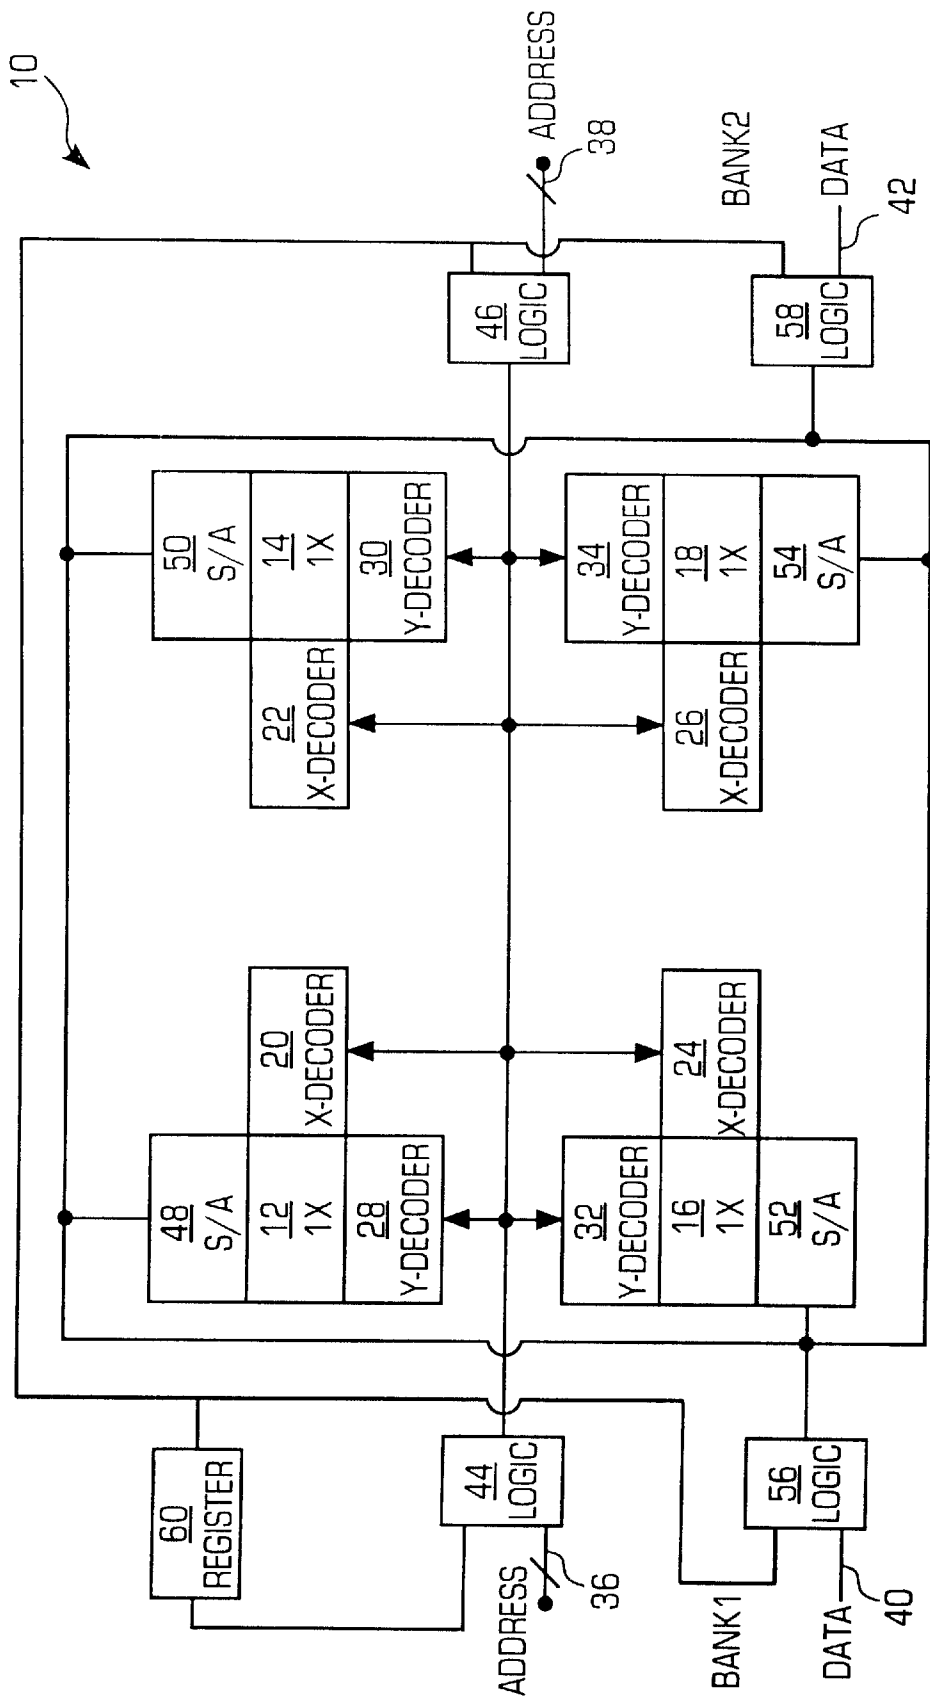 10
60
REGISTER
48
S/A
12
1X
28
Y-DECODER
20
X-DECODER
22
X-DECODER
50
S/A
14
1X
30
Y-DECODER
44
LOGIC
ADDRESS
36
46
LOGIC
ADDRESS
38
32
Y-DECODER
16
1X
52
S/A
24
X-DECODER
26
X-DECODER
34
Y-DECODER
18
1X
54
S/A
BANK1
56
LOGIC
DATA
40
BANK2
58
LOGIC
DATA
42